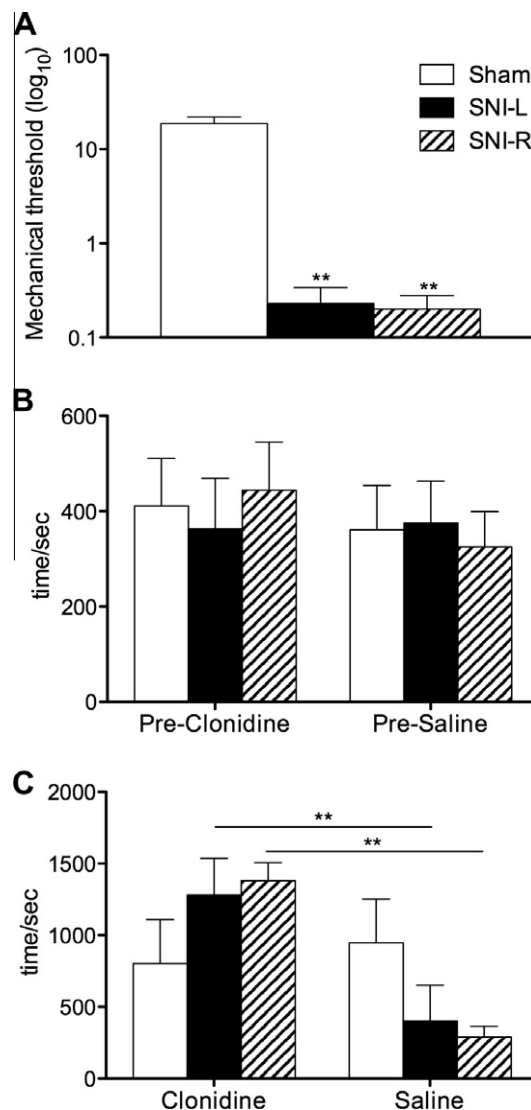 A
Mechanical threshold (log10)
100
10
1
0.1
Sham
SNI-L
SNI-R
**
**
B
time/sec
600
400
200
0
Pre-Clonidine
Pre-Saline
C
time/sec
2000
1500
1000
500
0
**
**
Clonidine
Saline